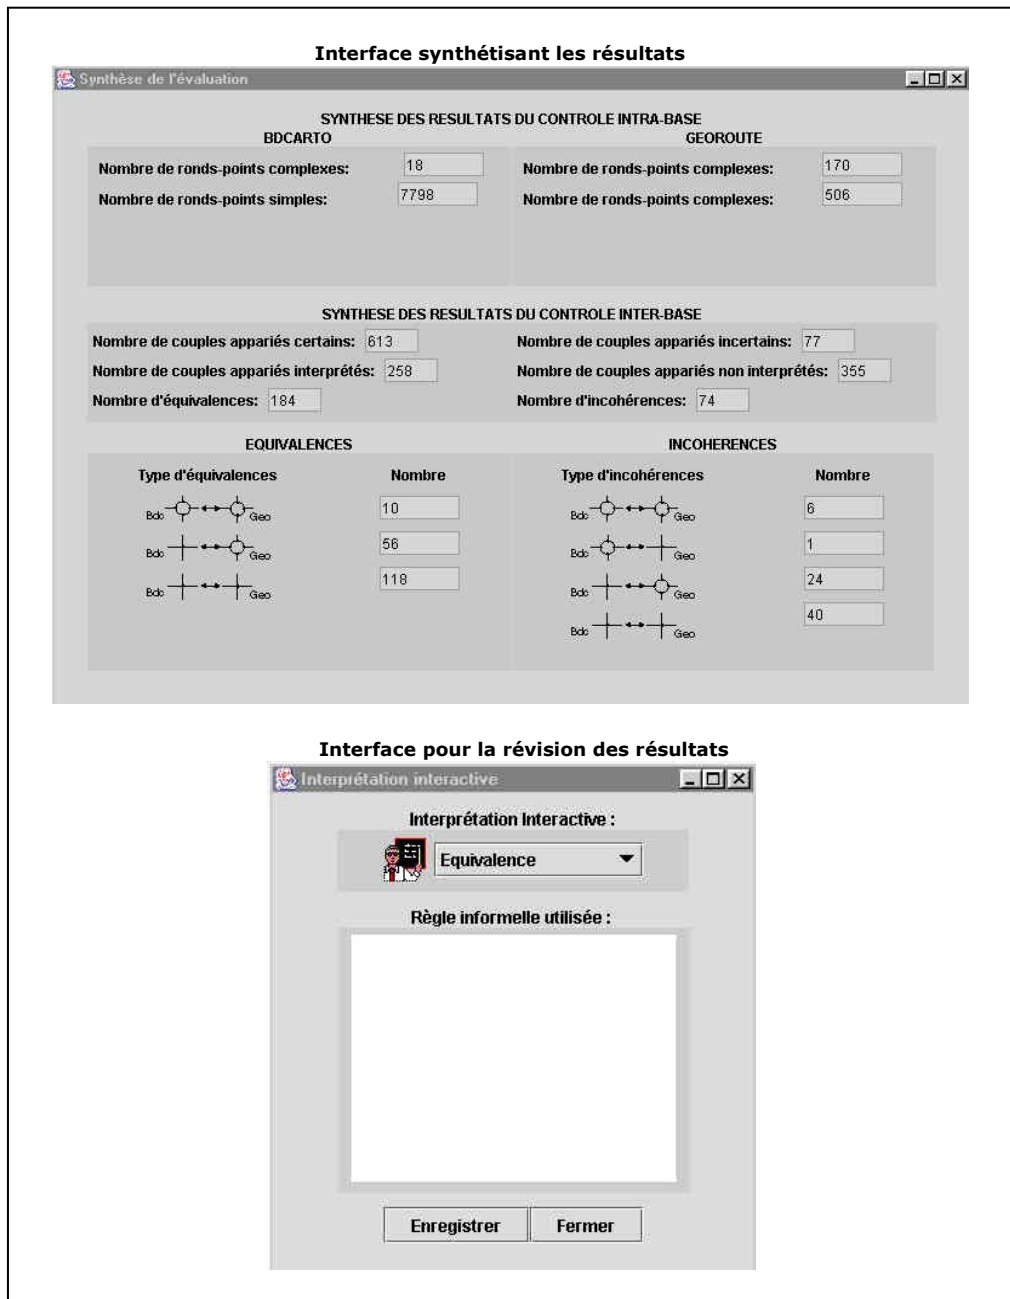 Interface synthétisant les résultats
Synthèse de l'évaluation
SYNTHESE DES RESULTATS DU CONTROLE INTRA-BASE
BDCARTO GEOROUTE
Nombre de ronds-points complexes: 18 Nombre de ronds-points complexes: 170
Nombre de ronds-points simples: 7798 Nombre de ronds-points complexes: 506
SYNTHESE DES RESULTATS DU CONTROLE INTER-BASE
Nombre de couples appariés certains: 613 Nombre de couples appariés incertains: 77
Nombre de couples appariés interprétés: 258 Nombre de couples appariés non interprétés: 355
Nombre d'équivalences: 184 Nombre d'incohérences: 74
EQUIVALENCES INCOHERENCES
Type d'équivalences Nombre Type d'incohérences Nombre
Bdc Geo 10 Bdc Geo 6
Bdc Geo 56 Bdc Geo 1
Bdc Geo 118 Bdc Geo 24
Bdc Geo 40
Interface pour la révision des résultats
Interprétation interactive
Interprétation Interactive :
Equivalence
Règle informelle utilisée :
Enregistrer Fermer